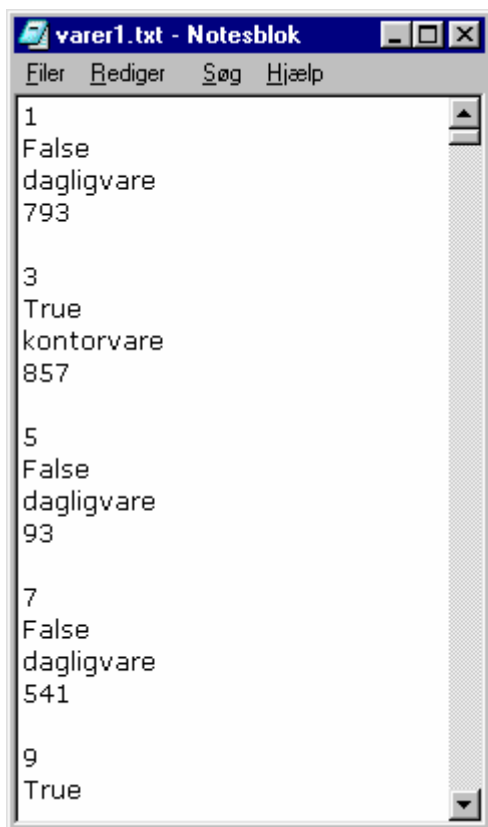 varer1.txt - Notesblok
Filer Rediger Søg Hjælp
1
False
dagligvare
793
3
True
kontorvare
857
5
False
dagligvare
93
7
False
dagligvare
541
9
True